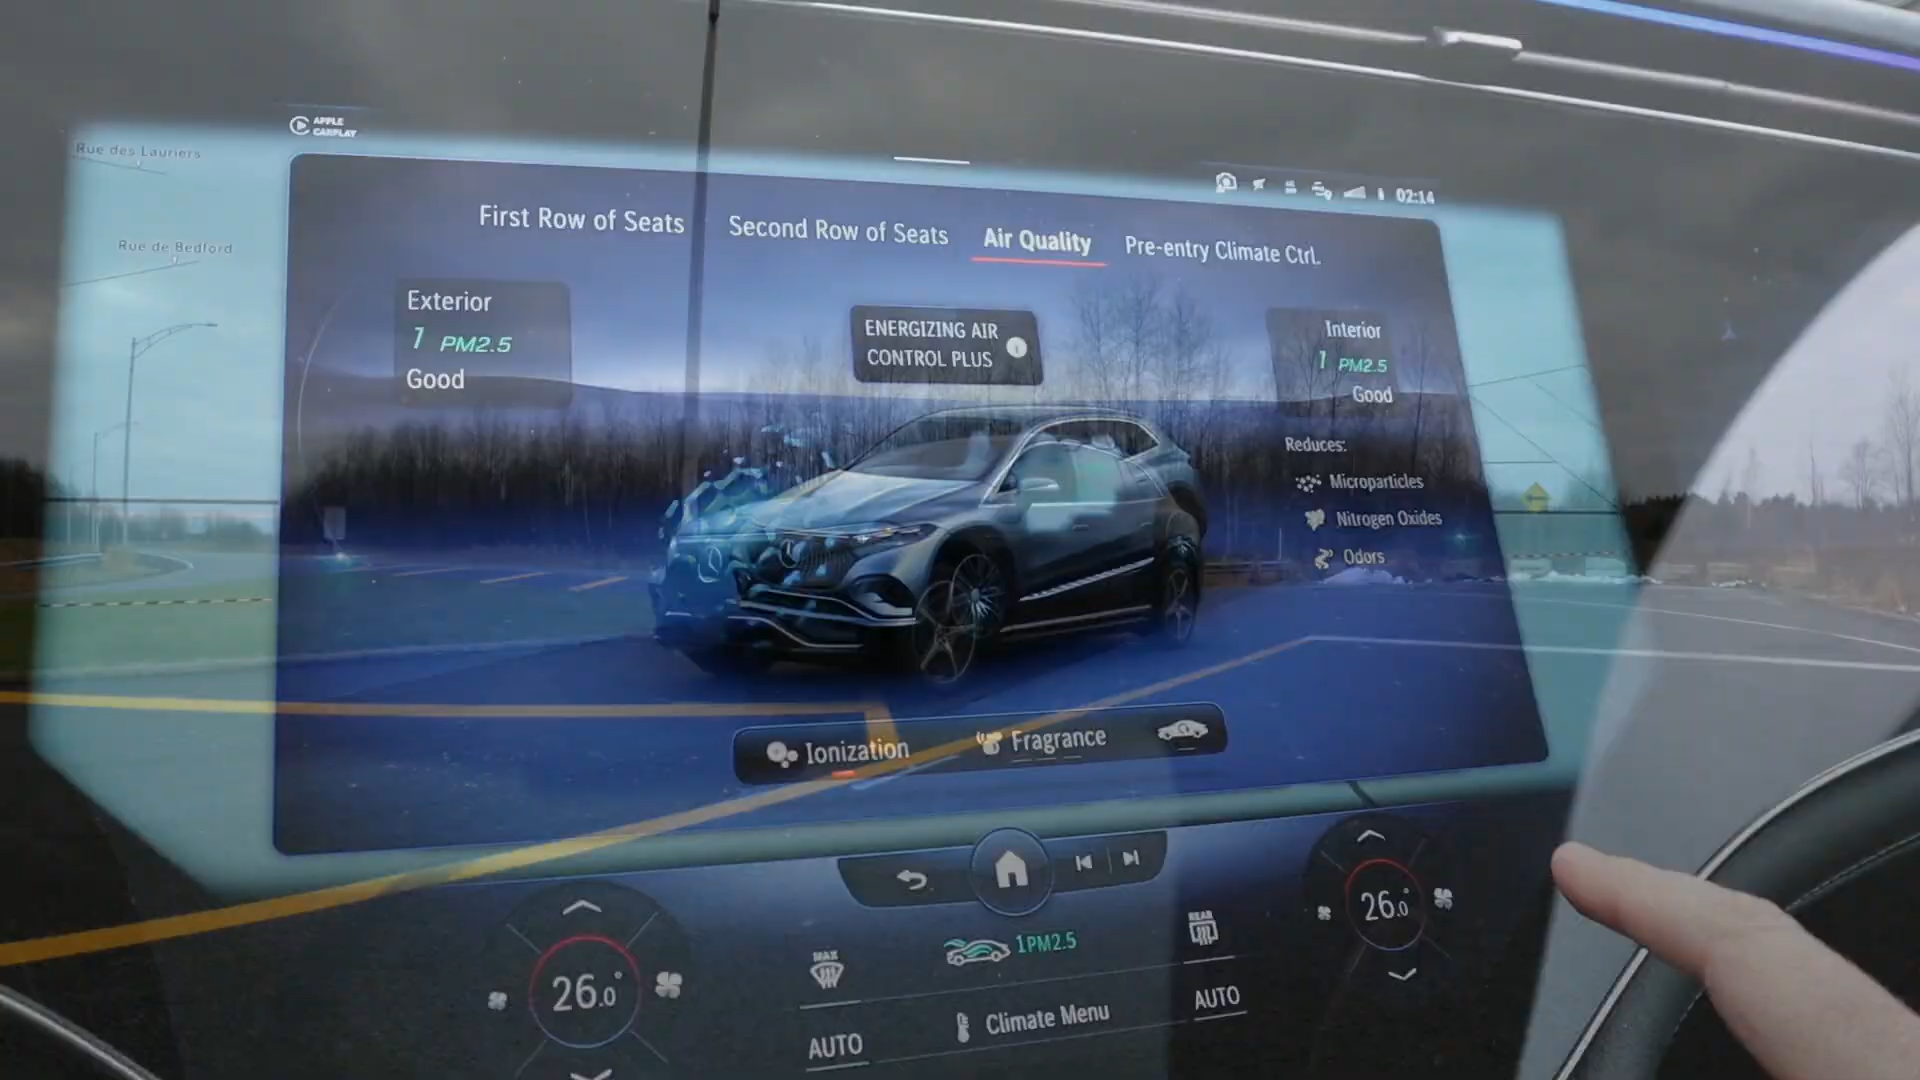 APPLE
CARPLAY
Rue des Lauriers
02:14
First Row of Seats
Second Row of Seats
Air Quality
Pre-entry Climate Ctrl.
Rue de Bedford
Exterior
1 PM2.5
Good
ENERGIZING AIR
CONTROL PLUS
Interior
1 PM2.5
Good
Reduces:
Microparticles
Nitrogen Oxides
Odors
Ionization
Fragrance
26.0°
MAX
AUTO
1PM2.5
Climate Menu
REAR
AUTO
26.0°